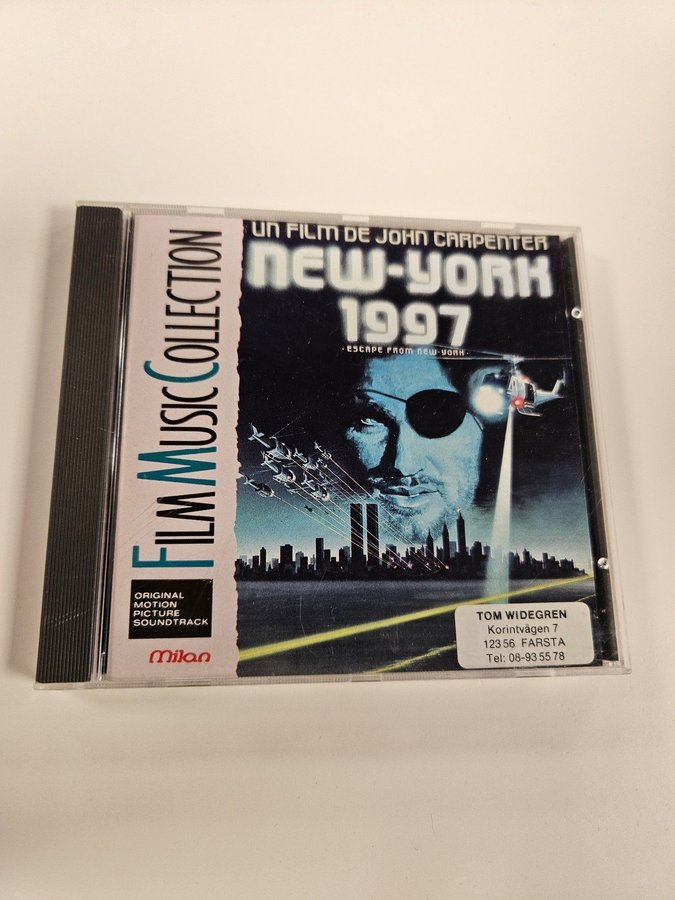 FILM MUSIC COLLECTION
ORIGINAL
MOTION
PICTURE
SOUNDTRACK
Milan
UN FILM DE JOHN CARPENTER
NEW-YORK
1997
· ESCAPE FROM NEW-YORK ·
TOM WIDEGREN
Korintvägen 7
123 56 FARSTA
Tel: 08-93 55 78